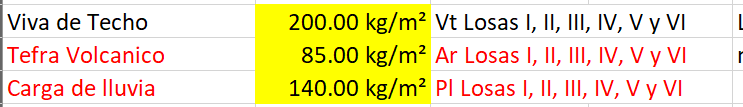 Viva de Techo 200.00 kg/m² Vt Losas I, II, III, IV, V y VI
Tefra Volcanico 85.00 kg/m² Ar Losas I, II, III, IV, V y VI
Carga de lluvia 140.00 kg/m² Pl Losas I, II, III, IV, V y VI